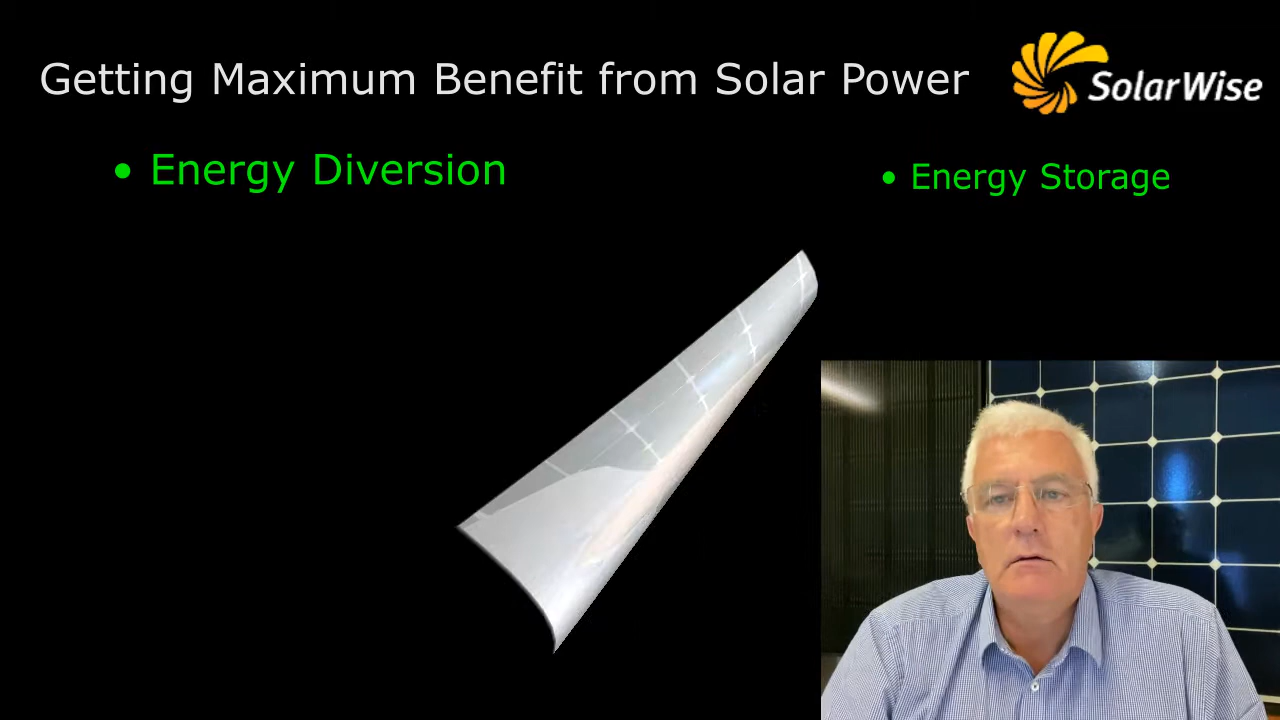 Getting Maximum Benefit from Solar Power
SolarWise
• Energy Diversion
• Energy Storage